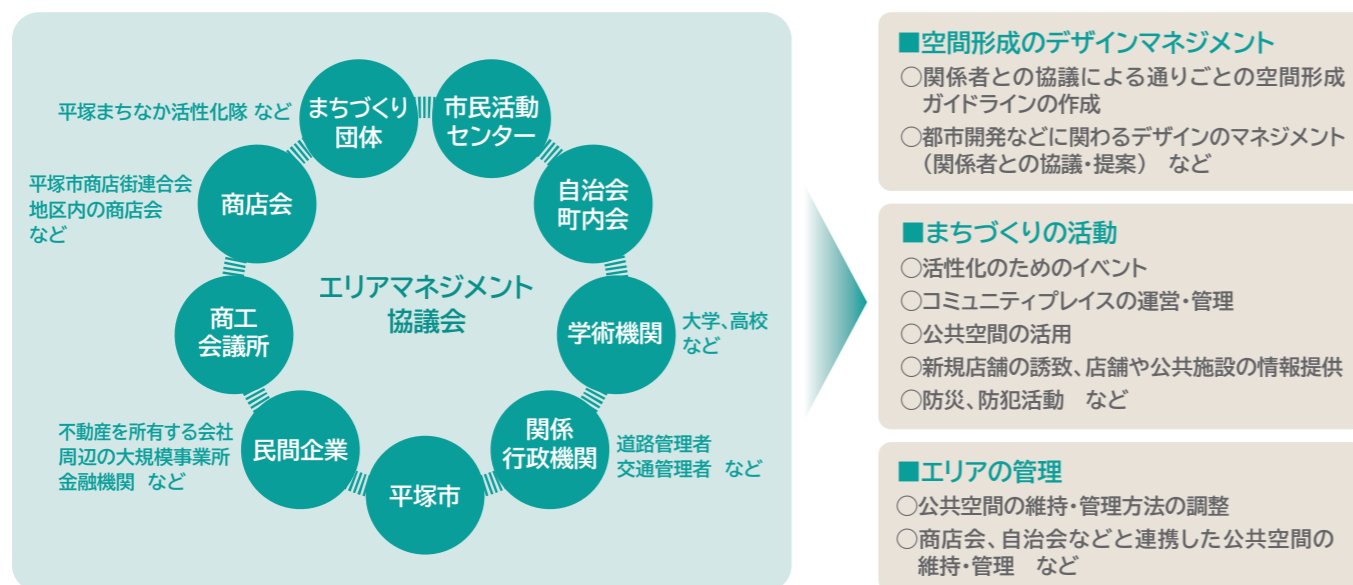 平塚まちなか活性化隊 など
まちづくり
団体
市民活動
センター
平塚市商店街連合会
地区内の商店会
など
商店会
自治会
町内会
エリアマネジメント
協議会
商工
会議所
学術機関
大学、高校
など
不動産を所有する会社
周辺の大規模事業所
金融機関 など
民間企業
平塚市
関係
行政機関
道路管理者
交通管理者 など
■空間形成のデザインマネジメント
○関係者との協議による通りごとの空間形成
ガイドラインの作成
○都市開発などに関わるデザインのマネジメント
（関係者との協議・提案） など
■まちづくりの活動
○活性化のためのイベント
○コミュニティプレイスの運営・管理
○公共空間の活用
○新規店舗の誘致、店舗や公共施設の情報提供
○防災、防犯活動 など
■エリアの管理
○公共空間の維持・管理方法の調整
○商店会、自治会などと連携した公共空間の
維持・管理 など